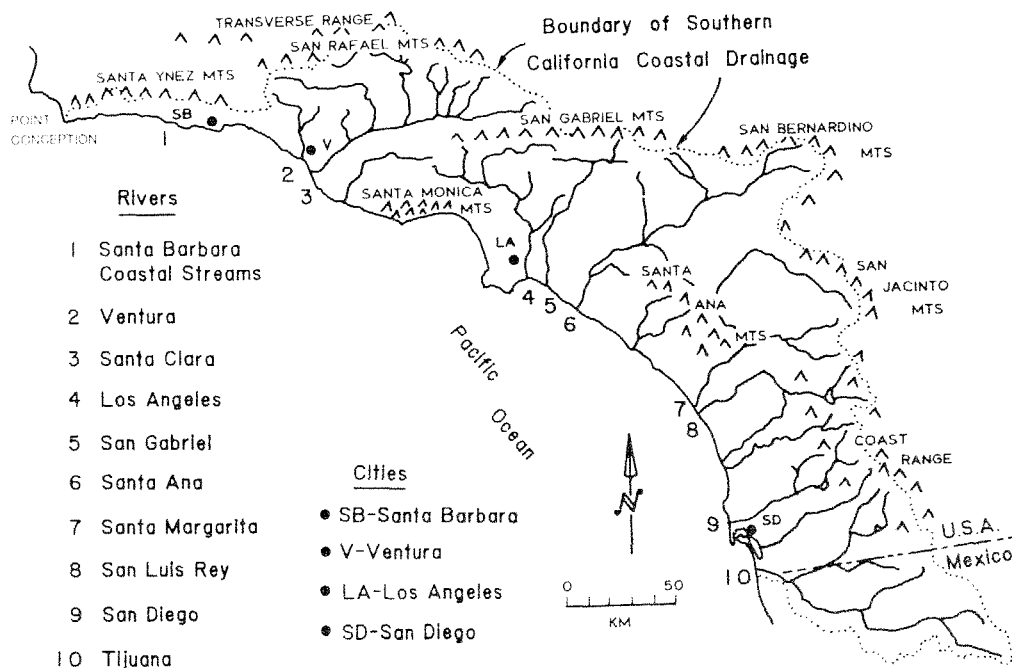 TRANSVERSE RANGE
SAN RAFAEL MTS
SANTA YNEZ MTS
Boundary of Southern
California Coastal Drainage
POINT
CONCEPTION
SB
1
V
2
3
SAN GABRIEL MTS
SAN BERNARDINO
MTS
SANTA MONICA
MTS
LA
4
5
6
SANTA
ANA
MTS
SAN
JACINTO
MTS
Pacific
Ocean
7
8
COAST
RANGE
9
SD
10
U.S.A.
Mexico
N
0 50
KM
Rivers
1 Santa Barbara
Coastal Streams
2 Ventura
3 Santa Clara
4 Los Angeles
5 San Gabriel
6 Santa Ana
7 Santa Margarita
8 San Luis Rey
9 San Diego
10 Tijuana
Cities
SB-Santa Barbara
V-Ventura
LA-Los Angeles
SD-San Diego